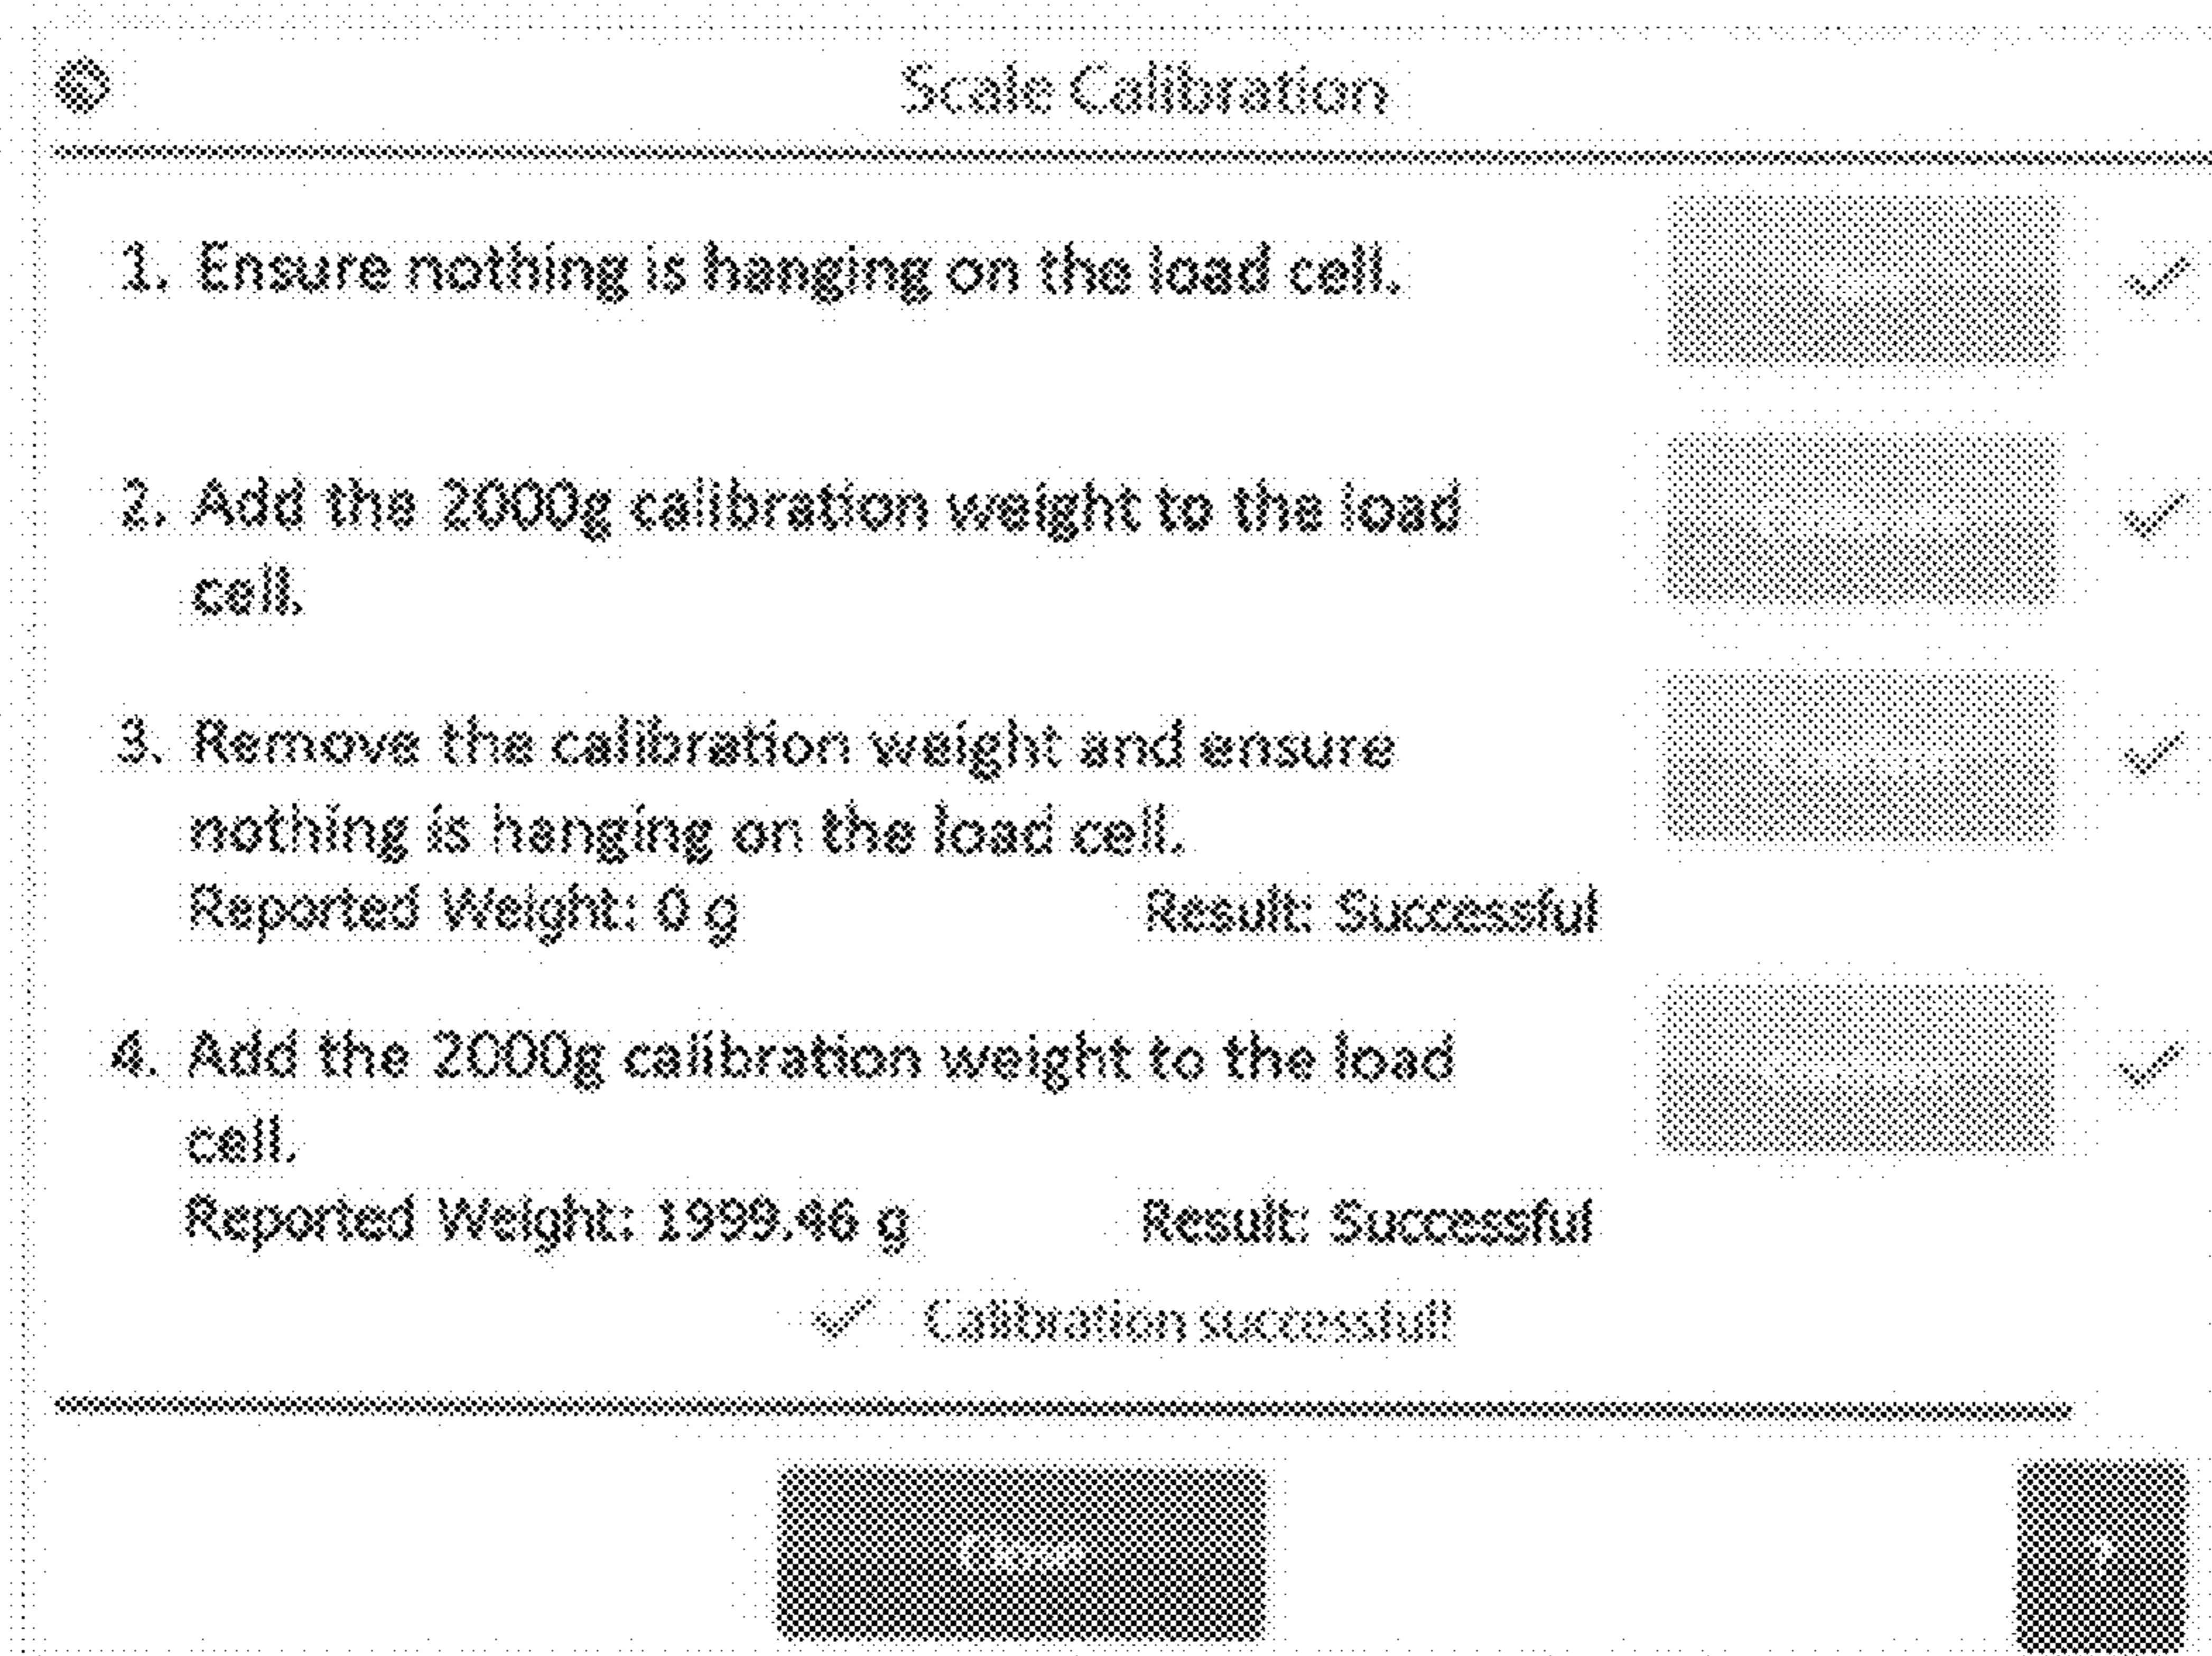 Scale Calibration
1. Ensure nothing is hanging on the load cell.
2. Add the 2000g calibration weight to the load
cell.
3. Remove the calibration weight and ensure
nothing is hanging on the load cell.
Reported Weight: 0 g Result: Successful
4. Add the 2000g calibration weight to the load
cell.
Reported Weight: 1999.46 g Result: Successful
✓ Calibration successful!
?